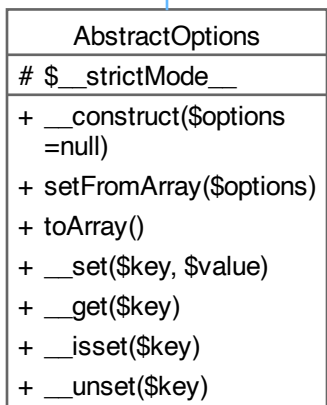 AbstractOptions
# $__strictMode__
+ __construct($options
=null)
+ setFromArray($options)
+ toArray()
+ __set($key, $value)
+ __get($key)
+ __isset($key)
+ __unset($key)